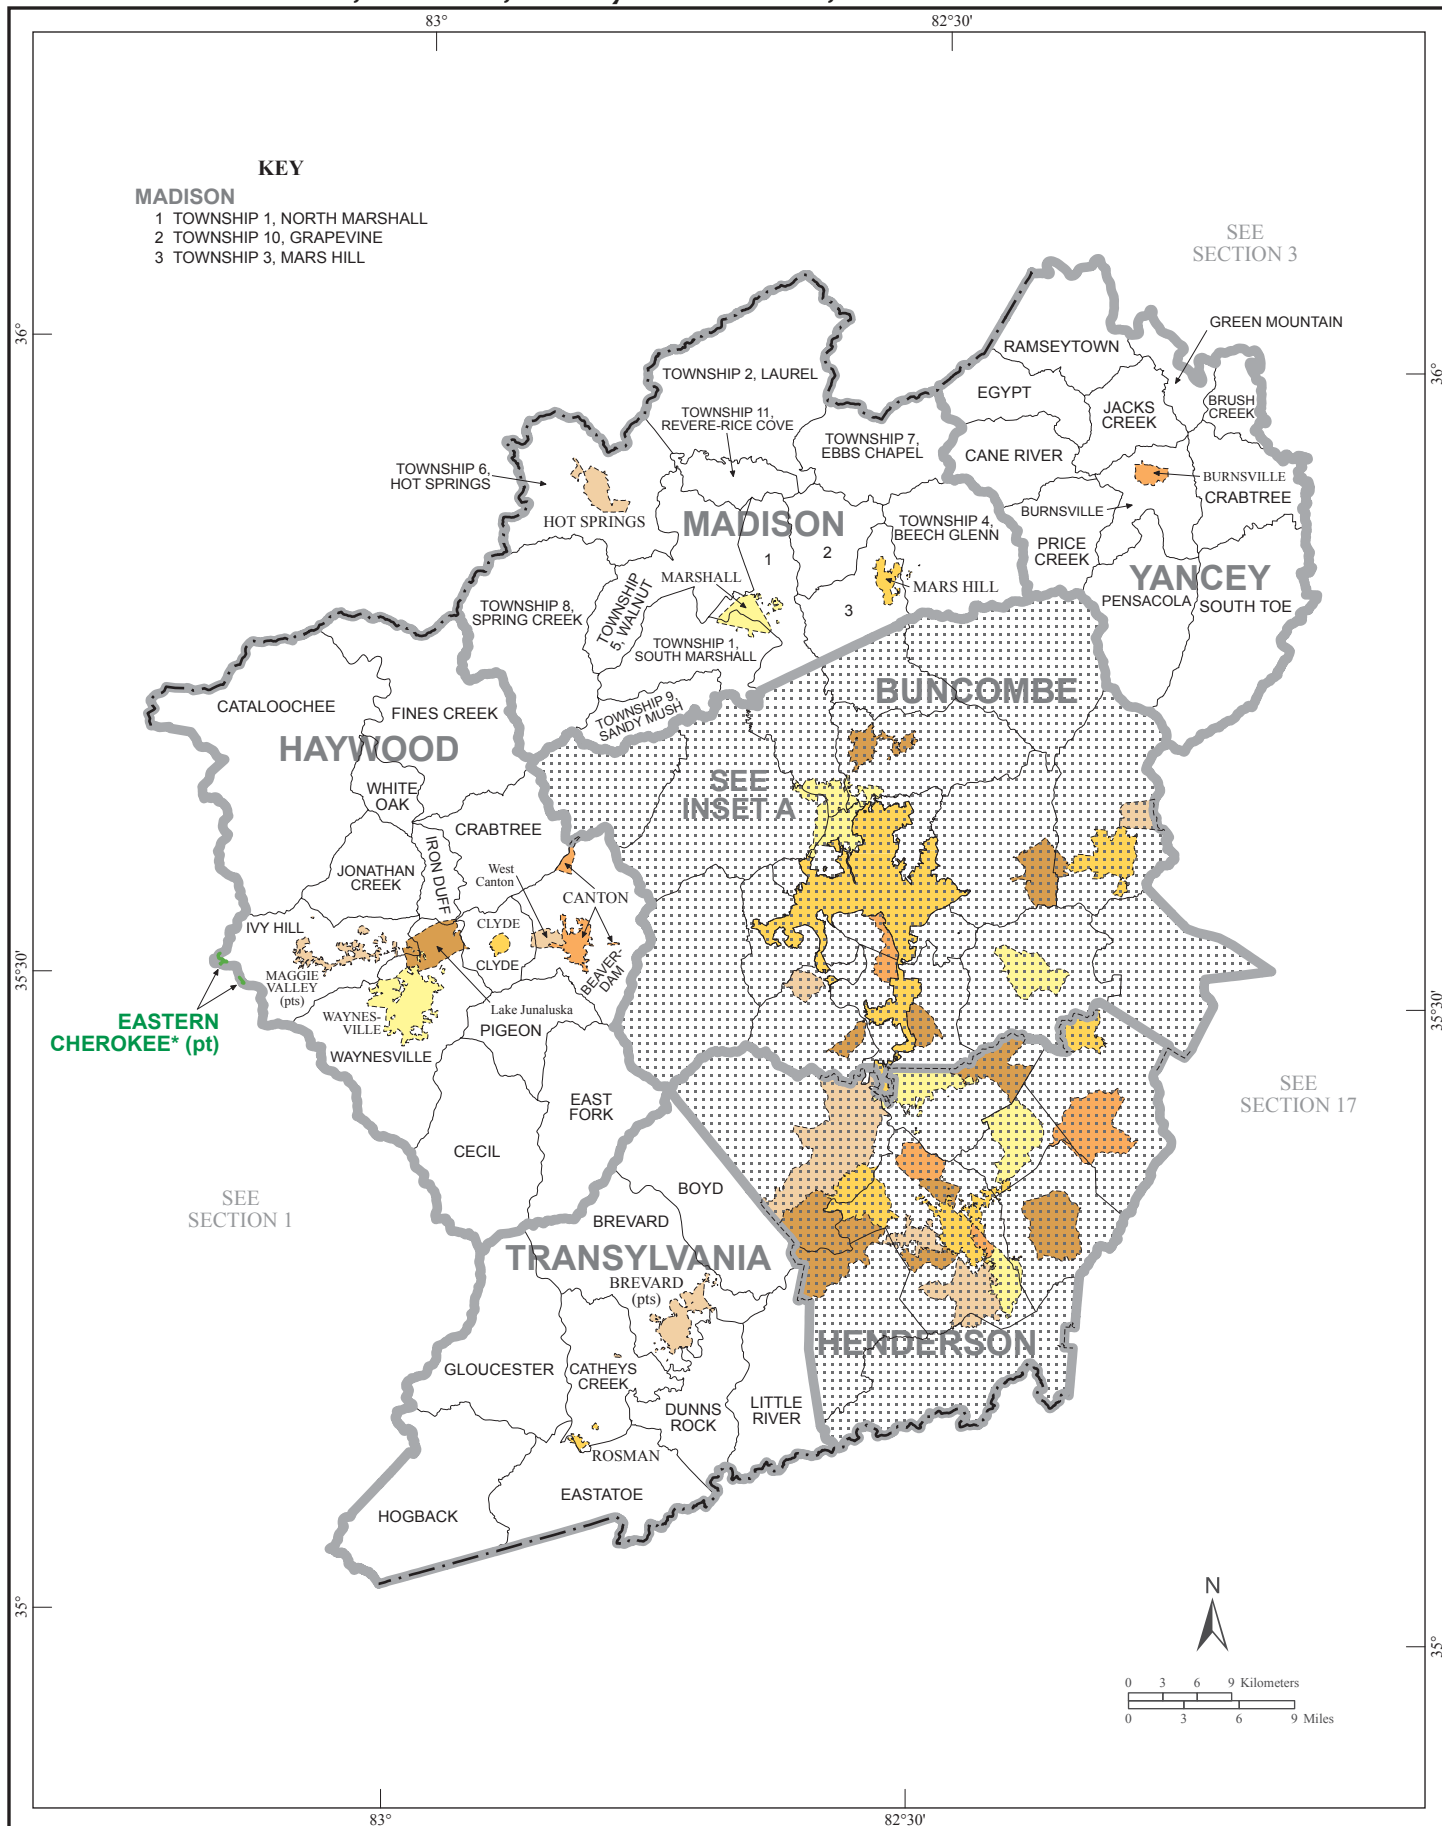 83°
82°30'
KEY
MADISON
1 TOWNSHIP 1, NORTH MARSHALL
2 TOWNSHIP 10, GRAPEVINE
3 TOWNSHIP 3, MARS HILL
SEE
SECTION 3
36°
36°
GREEN MOUNTAIN
RAMSEYTOWN
TOWNSHIP 2, LAUREL
EGYPT
JACKS
CREEK
BRUSH
CREEK
TOWNSHIP 11,
REVERE-RICE COVE
TOWNSHIP 7,
EBBS CHAPEL
CANE RIVER
TOWNSHIP 6,
HOT SPRINGS
BURNSVILLE
CRABTREE
HOT SPRINGS
MADISON
TOWNSHIP 4,
BEECH GLENN
BURNSVILLE
PRICE
CREEK
1
2
YANCEY
MARSHALL
MARS HILL
PENSACOLA
SOUTH TOE
TOWNSHIP 8,
SPRING CREEK
TOWNSHIP
5, WALNUT
3
TOWNSHIP 1,
SOUTH MARSHALL
BUNCOMBE
TOWNSHIP 9,
SANDY MUSH
CATALOOCHEE
FINES CREEK
HAYWOOD
SEE
INSET A
WHITE
OAK
CRABTREE
IRON DUFF
JONATHAN
CREEK
West
Canton
CANTON
IVY HILL
CLYDE
CLYDE
BEAVER-
DAM
35°30'
35°30'
MAGGIE
VALLEY
(pts)
WAYNES-
VILLE
Lake Junaluska
PIGEON
EASTERN
CHEROKEE* (pt)
WAYNESVILLE
SEE
SECTION 17
EAST
FORK
CECIL
SEE
SECTION 1
BOYD
BREVARD
TRANSYLVANIA
BREVARD
(pts)
HENDERSON
GLOUCESTER
CATHEYS
CREEK
LITTLE
RIVER
DUNNS
ROCK
ROSMAN
EASTATOE
HOGBACK
35°
35°
N
0 3 6 9 Kilometers
0 3 6 9 Miles
83°
82°30'